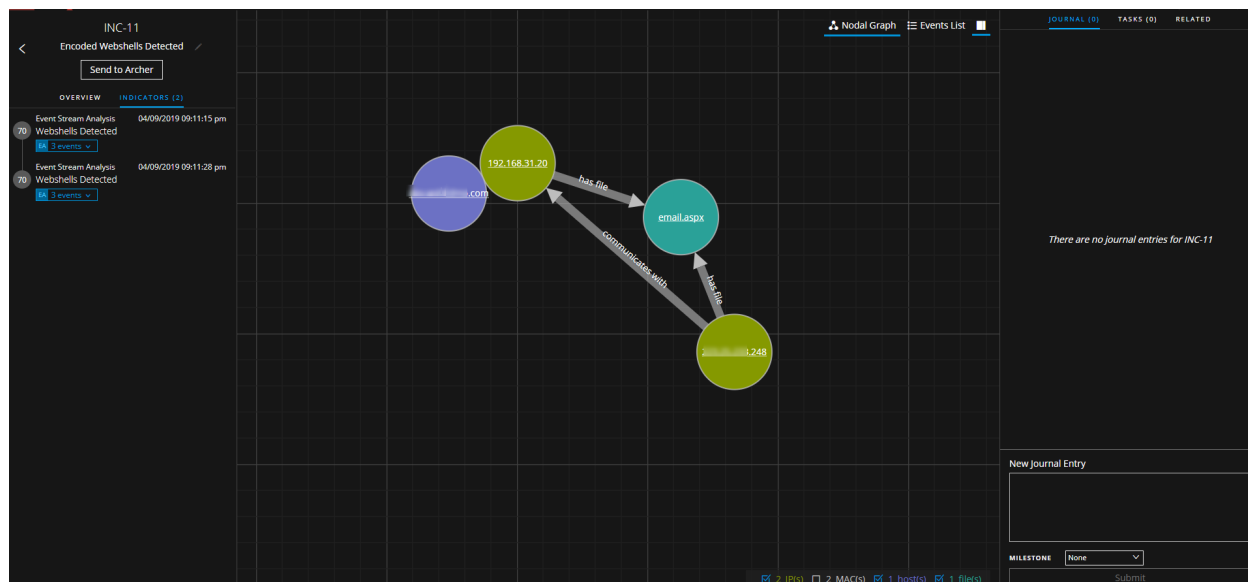 INC-11
Encoded Webshells Detected
Send to Archer
OVERVIEW INDICATORS (2)
Event Stream Analysis 04/09/2019 09:11:15 pm
70 Webshells Detected
EA 3 events
Event Stream Analysis 04/09/2019 09:11:28 pm
70 Webshells Detected
EA 3 events
Nodal Graph Events List
192.168.31.20
.com
has file
email.aspx
communicates with
has file
.248
2 IP(s) 2 MAC(s) 1 host(s) 1 file(s)
JOURNAL (0) TASKS (0) RELATED
There are no journal entries for INC-11
New Journal Entry
MILESTONE None
Submit